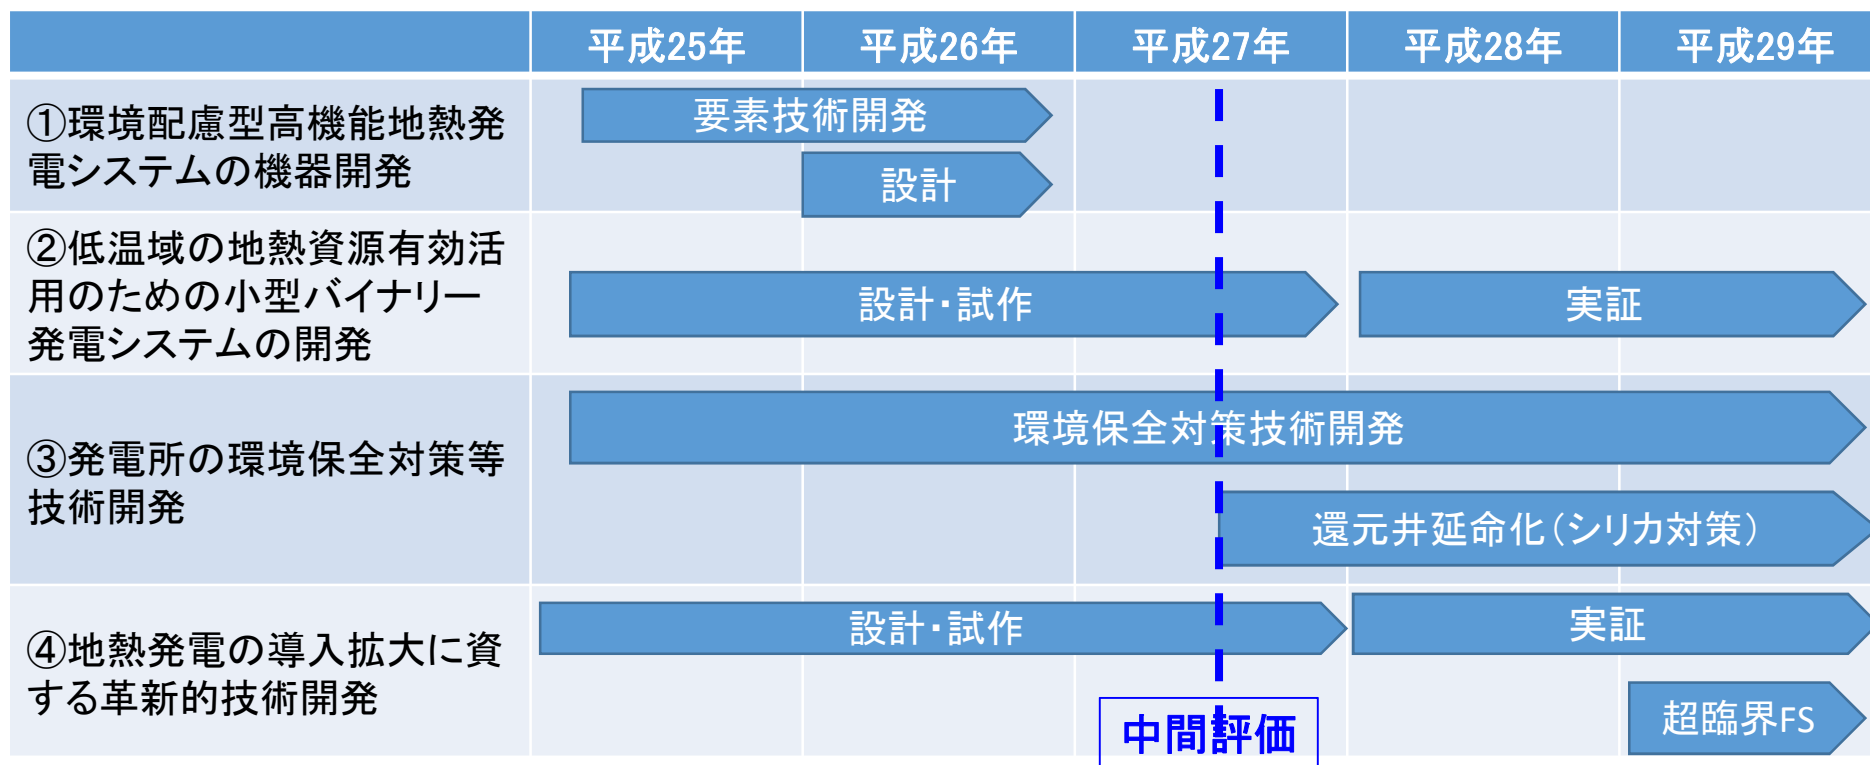 平成25年
平成26年
平成27年
平成28年
平成29年
①環境配慮型高機能地熱発
電システムの機器開発
要素技術開発
設計
②低温域の地熱資源有効活
用のための小型バイナリー
発電システムの開発
設計・試作
実証
③発電所の環境保全対策等
技術開発
環境保全対策技術開発
還元井延命化（シリカ対策）
④地熱発電の導入拡大に資
する革新的技術開発
設計・試作
実証
超臨界FS
中間評価